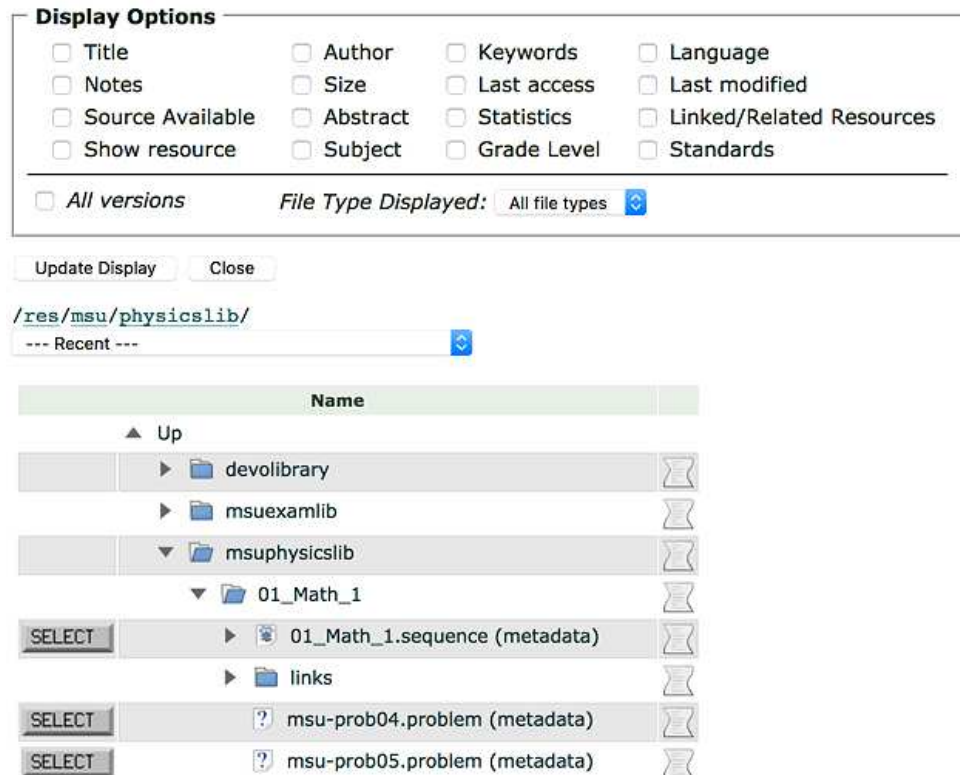 Display Options
Title Author Keywords Language
Notes Size Last access Last modified
Source Available Abstract Statistics Linked/Related Resources
Show resource Subject Grade Level Standards
All versions File Type Displayed: All file types
Update Display Close
/res/msu/physicslib/
--- Recent ---
Name
Up
devolibrary
msuexamlib
msuphysicslib
01_Math_1
SELECT 01_Math_1.sequence (metadata)
links
SELECT msu-prob04.problem (metadata)
SELECT msu-prob05.problem (metadata)